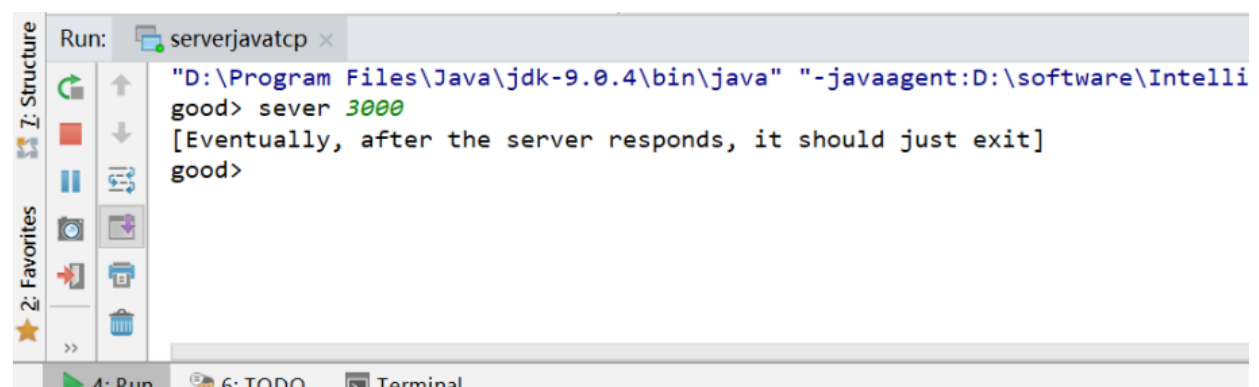 Run: serverjavatcp ×
"D:\Program Files\Java\jdk-9.0.4\bin\java" "-javaagent:D:\software\Intelli
good> sever 3000
[Eventually, after the server responds, it should just exit]
good>
7: Structure
2: Favorites
»
4: Run 6: TODO Terminal